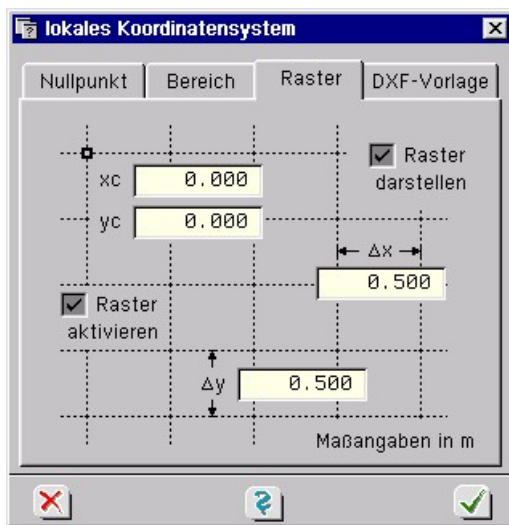 lokales Koordinatensystem
Nullpunkt Bereich Raster DXF-Vorlage
xc 0.000
Raster darstellen
yc 0.000
Δx
0.500
Raster aktivieren
Δy 0.500
Maßangaben in m